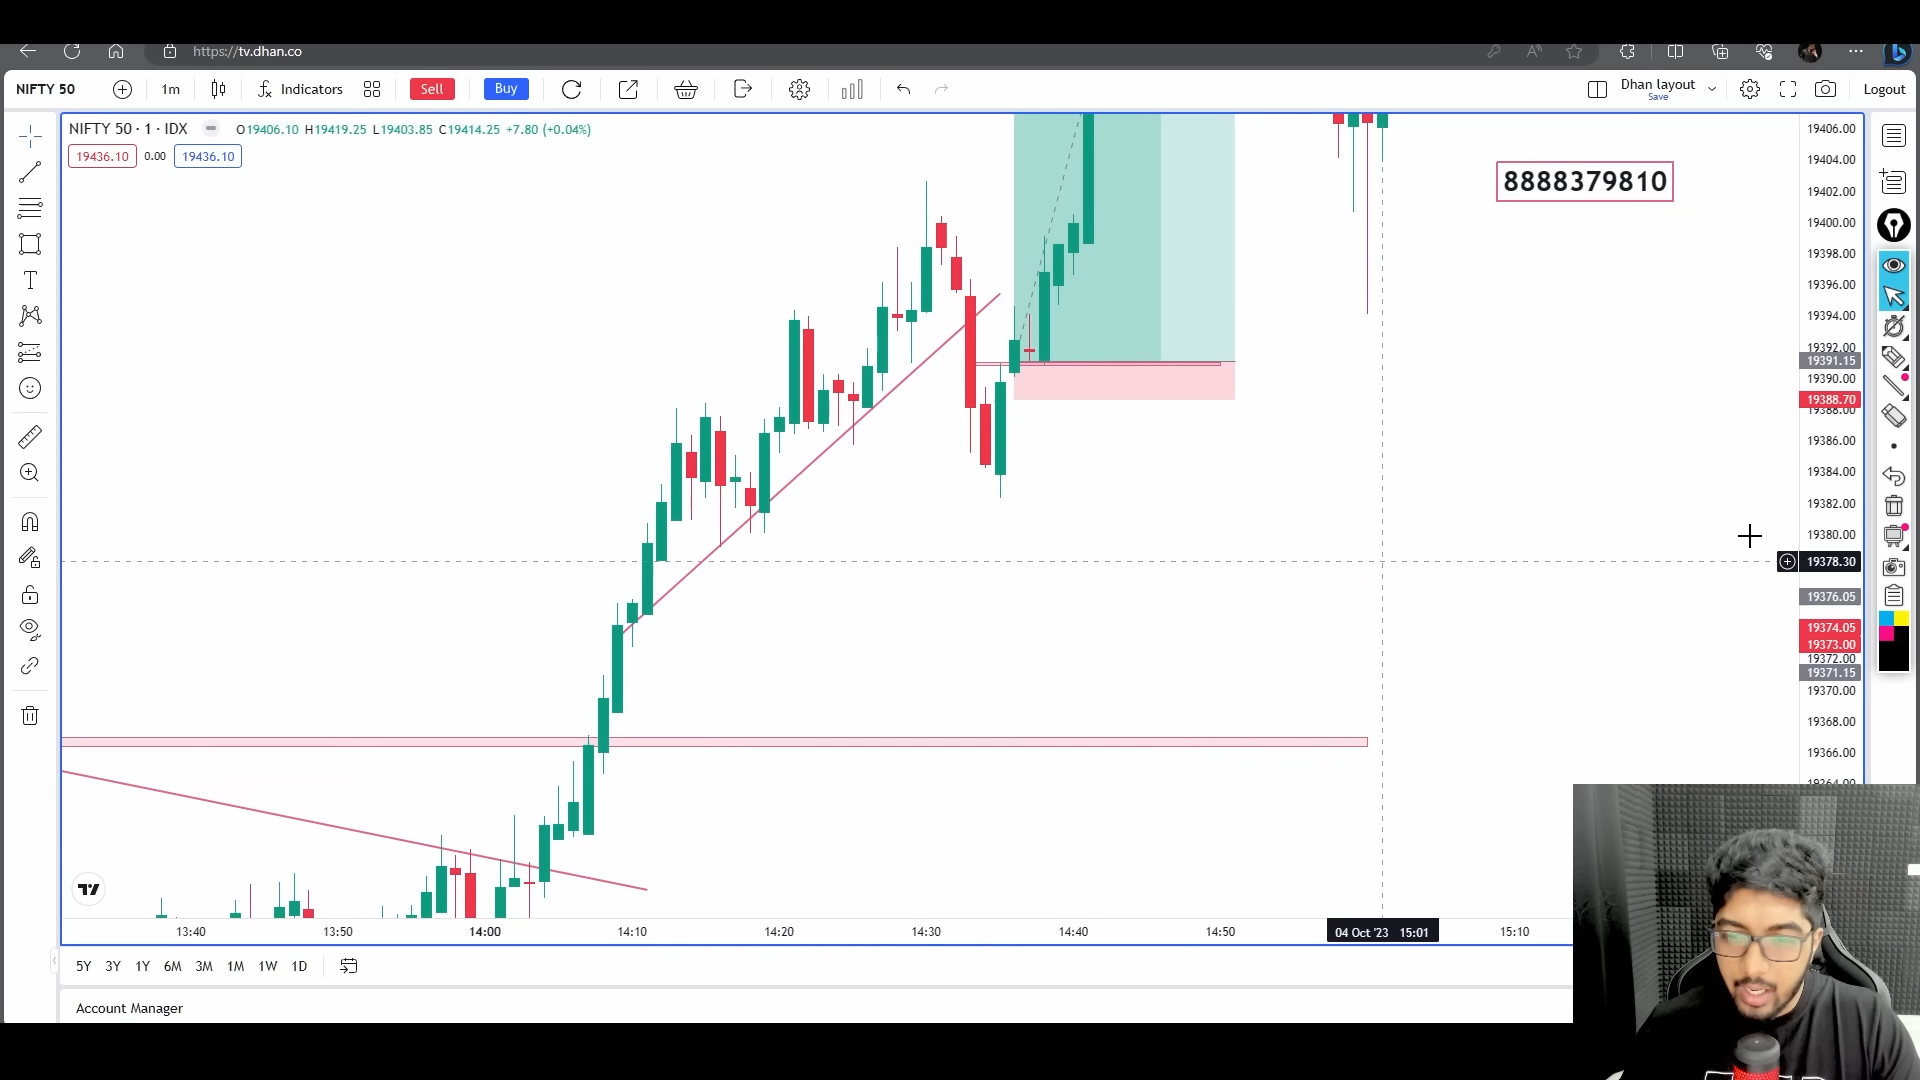 https://tv.dhan.co
NIFTY 50
1m
Indicators
Sell
Buy
Dhan layout
Save
Logout
NIFTY 50 · 1 · IDX
O19406.10 H19419.25 L19403.85 C19414.25 +7.80 (+0.04%)
19436.10
0.00
19436.10
8888379810
19406.00
19404.00
19402.00
19400.00
19398.00
19396.00
19394.00
19392.00
19391.15
19390.00
19388.70
19388.00
19386.00
19384.00
19382.00
19380.00
19378.30
19376.05
19374.05
19373.00
19372.00
19371.15
19370.00
19368.00
19366.00
19364.00
13:40
13:50
14:00
14:10
14:20
14:30
14:40
14:50
04 Oct '23 15:01
15:10
5Y
3Y
1Y
6M
3M
1M
1W
1D
Account Manager